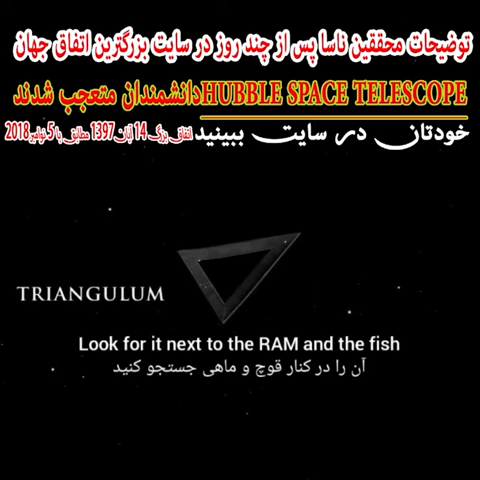 توضیحات محققین ناسا پس از چند روز در سایت بزرگترین اتفاق جهان
HUBBLE SPACE TELESCOPEدانشمندان متعجب شدند
خودتان در سایت ببینید اتفاق بزرگ 14 آبان 1397 مطابق با 5 نوامبر 2018
TRIANGULUM
Look for it next to the RAM and the fish
آن را در کنار قوچ و ماهی جستجو کنید